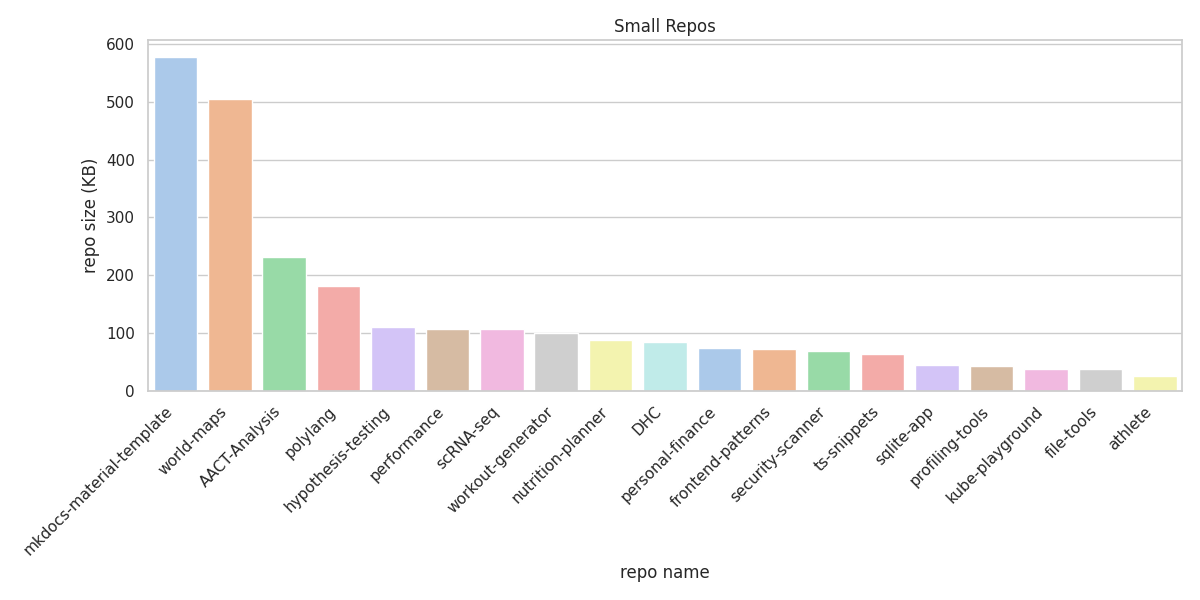 Small Repos
repo size (KB)
600
500
400
300
200
100
0
mkdocs-material-template
world-maps
AACT-Analysis
polylang
hypothesis-testing
performance
scRNA-seq
workout-generator
nutrition-planner
DHC
personal-finance
frontend-patterns
security-scanner
ts-snippets
sqlite-app
profiling-tools
kube-playground
file-tools
athlete
repo name